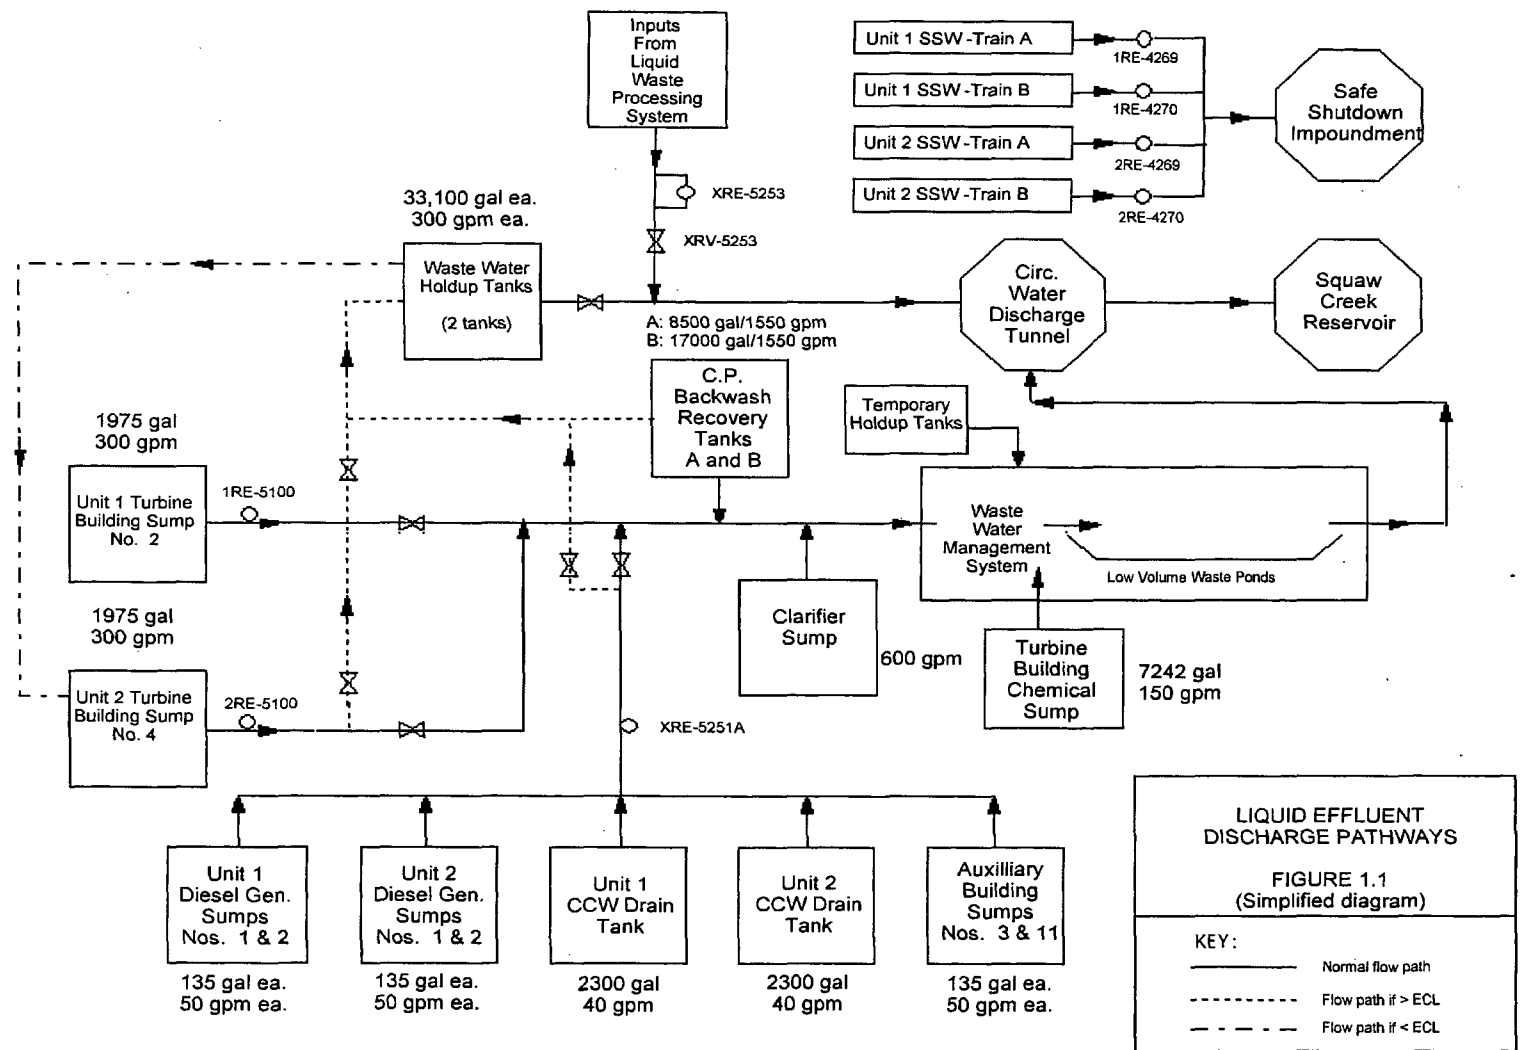 Inputs
From
Liquid
Waste
Processing
System
Unit 1 SSW -Train A
1RE-4269
Unit 1 SSW -Train B
1RE-4270
Unit 2 SSW -Train A
2RE-4269
Unit 2 SSW -Train B
2RE-4270
Safe
Shutdown
Impoundment
XRE-5253
XRV-5253
33,100 gal ea.
300 gpm ea.
Waste Water
Holdup Tanks
(2 tanks)
A: 8500 gal/1550 gpm
B: 17000 gal/1550 gpm
Circ.
Water
Discharge
Tunnel
Squaw
Creek
Reservoir
C.P.
Backwash
Recovery
Tanks
A and B
Temporary
Holdup Tanks
1975 gal
300 gpm
Unit 1 Turbine
Building Sump
No. 2
1RE-5100
Waste
Water
Management
System
Low Volume Waste Ponds
1975 gal
300 gpm
Unit 2 Turbine
Building Sump
No. 4
2RE-5100
XRE-5251A
Clarifier
Sump
600 gpm
Turbine
Building
Chemical
Sump
7242 gal
150 gpm
Unit 1
Diesel Gen.
Sumps
Nos. 1 & 2
135 gal ea.
50 gpm ea.
Unit 2
Diesel Gen.
Sumps
Nos. 1 & 2
135 gal ea.
50 gpm ea.
Unit 1
CCW Drain
Tank
2300 gal
40 gpm
Unit 2
CCW Drain
Tank
2300 gal
40 gpm
Auxilliary
Building
Sumps
Nos. 3 & 11
135 gal ea.
50 gpm ea.
LIQUID EFFLUENT
DISCHARGE PATHWAYS
FIGURE 1.1
(Simplified diagram)
KEY:
Normal flow path
Flow path if > ECL
Flow path if < ECL